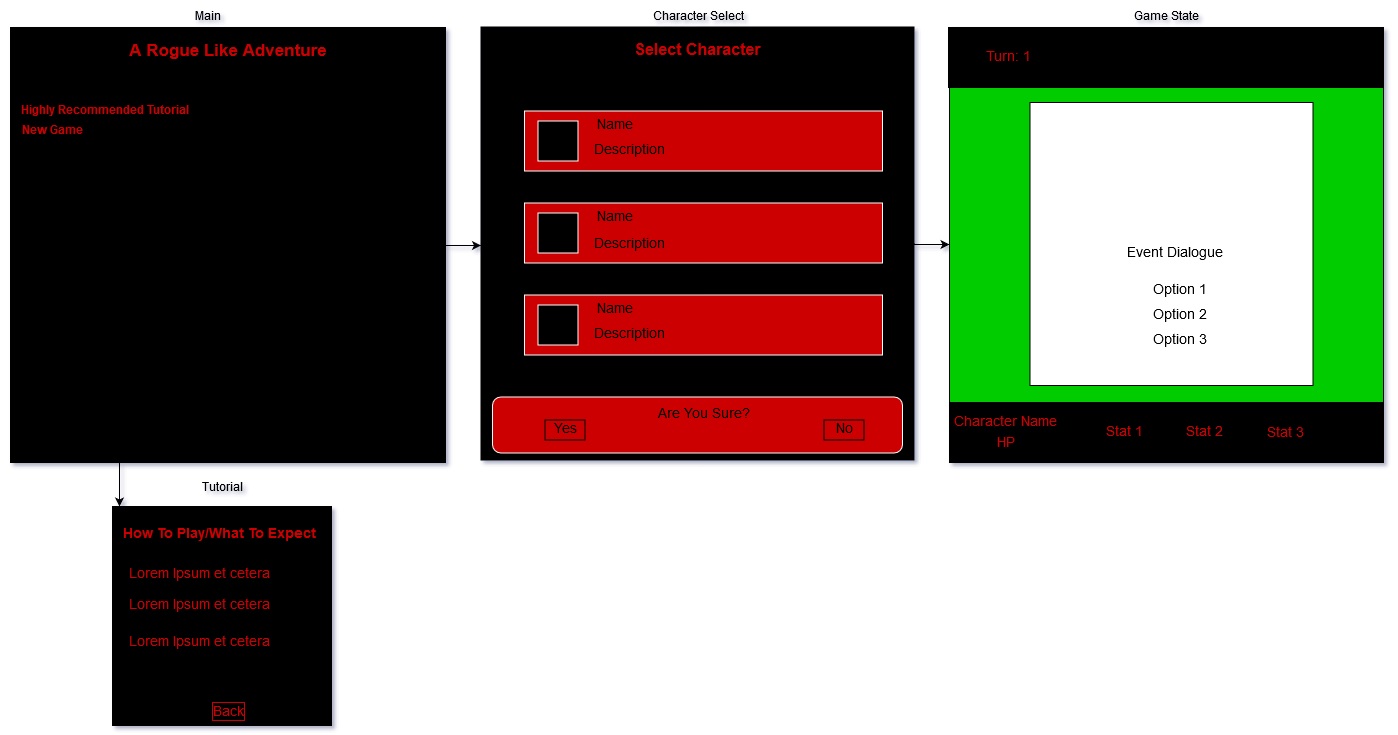 Main
A Rogue Like Adventure
Highly Recommended Tutorial
New Game
Character Select
Select Character
Name
Description
Name
Description
Name
Description
Are You Sure?
Yes
No
Game State
Turn: 1
Event Dialogue
Option 1
Option 2
Option 3
Character Name
HP
Stat 1
Stat 2
Stat 3
Tutorial
How To Play/What To Expect
Lorem Ipsum et cetera
Lorem Ipsum et cetera
Lorem Ipsum et cetera
Back